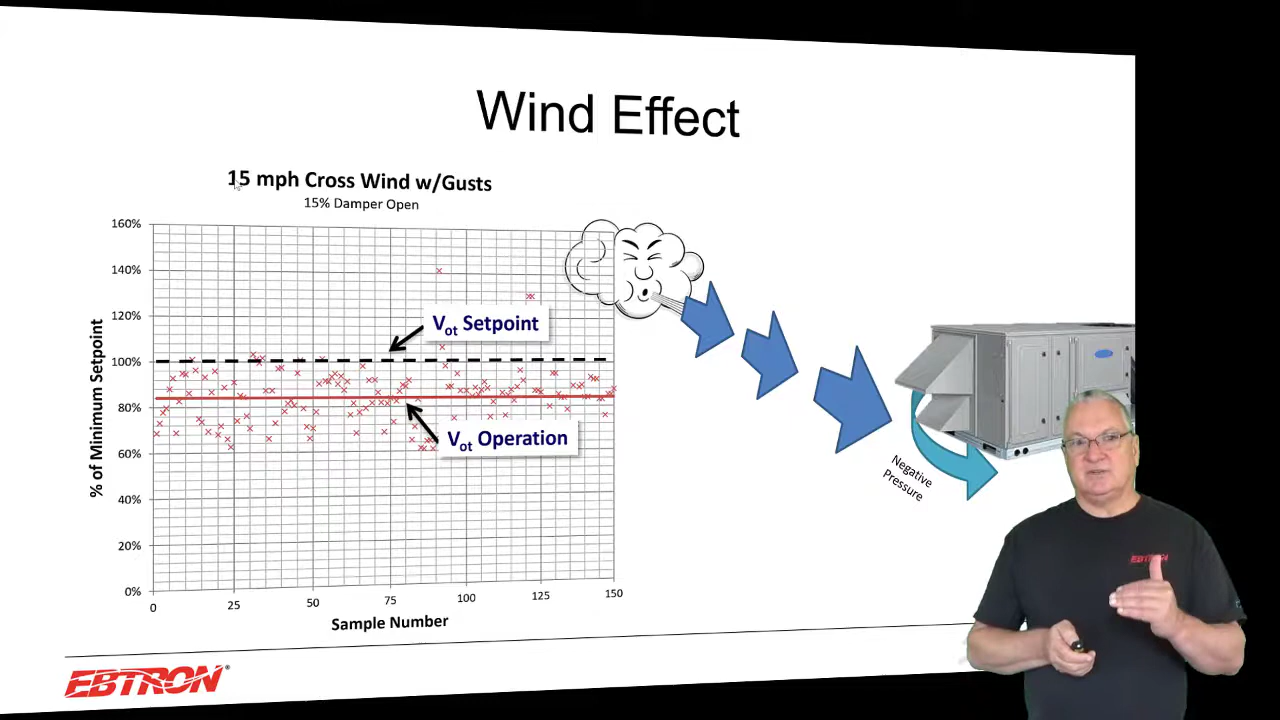 Wind Effect
15 mph Cross Wind w/Gusts
15% Damper Open
160%
140%
120%
100%
80%
60%
40%
20%
0%
% of Minimum Setpoint
Vot Setpoint
Vot Operation
0
25
50
75
100
125
150
Sample Number
Negative
Pressure
EBTRON®
EBTRON